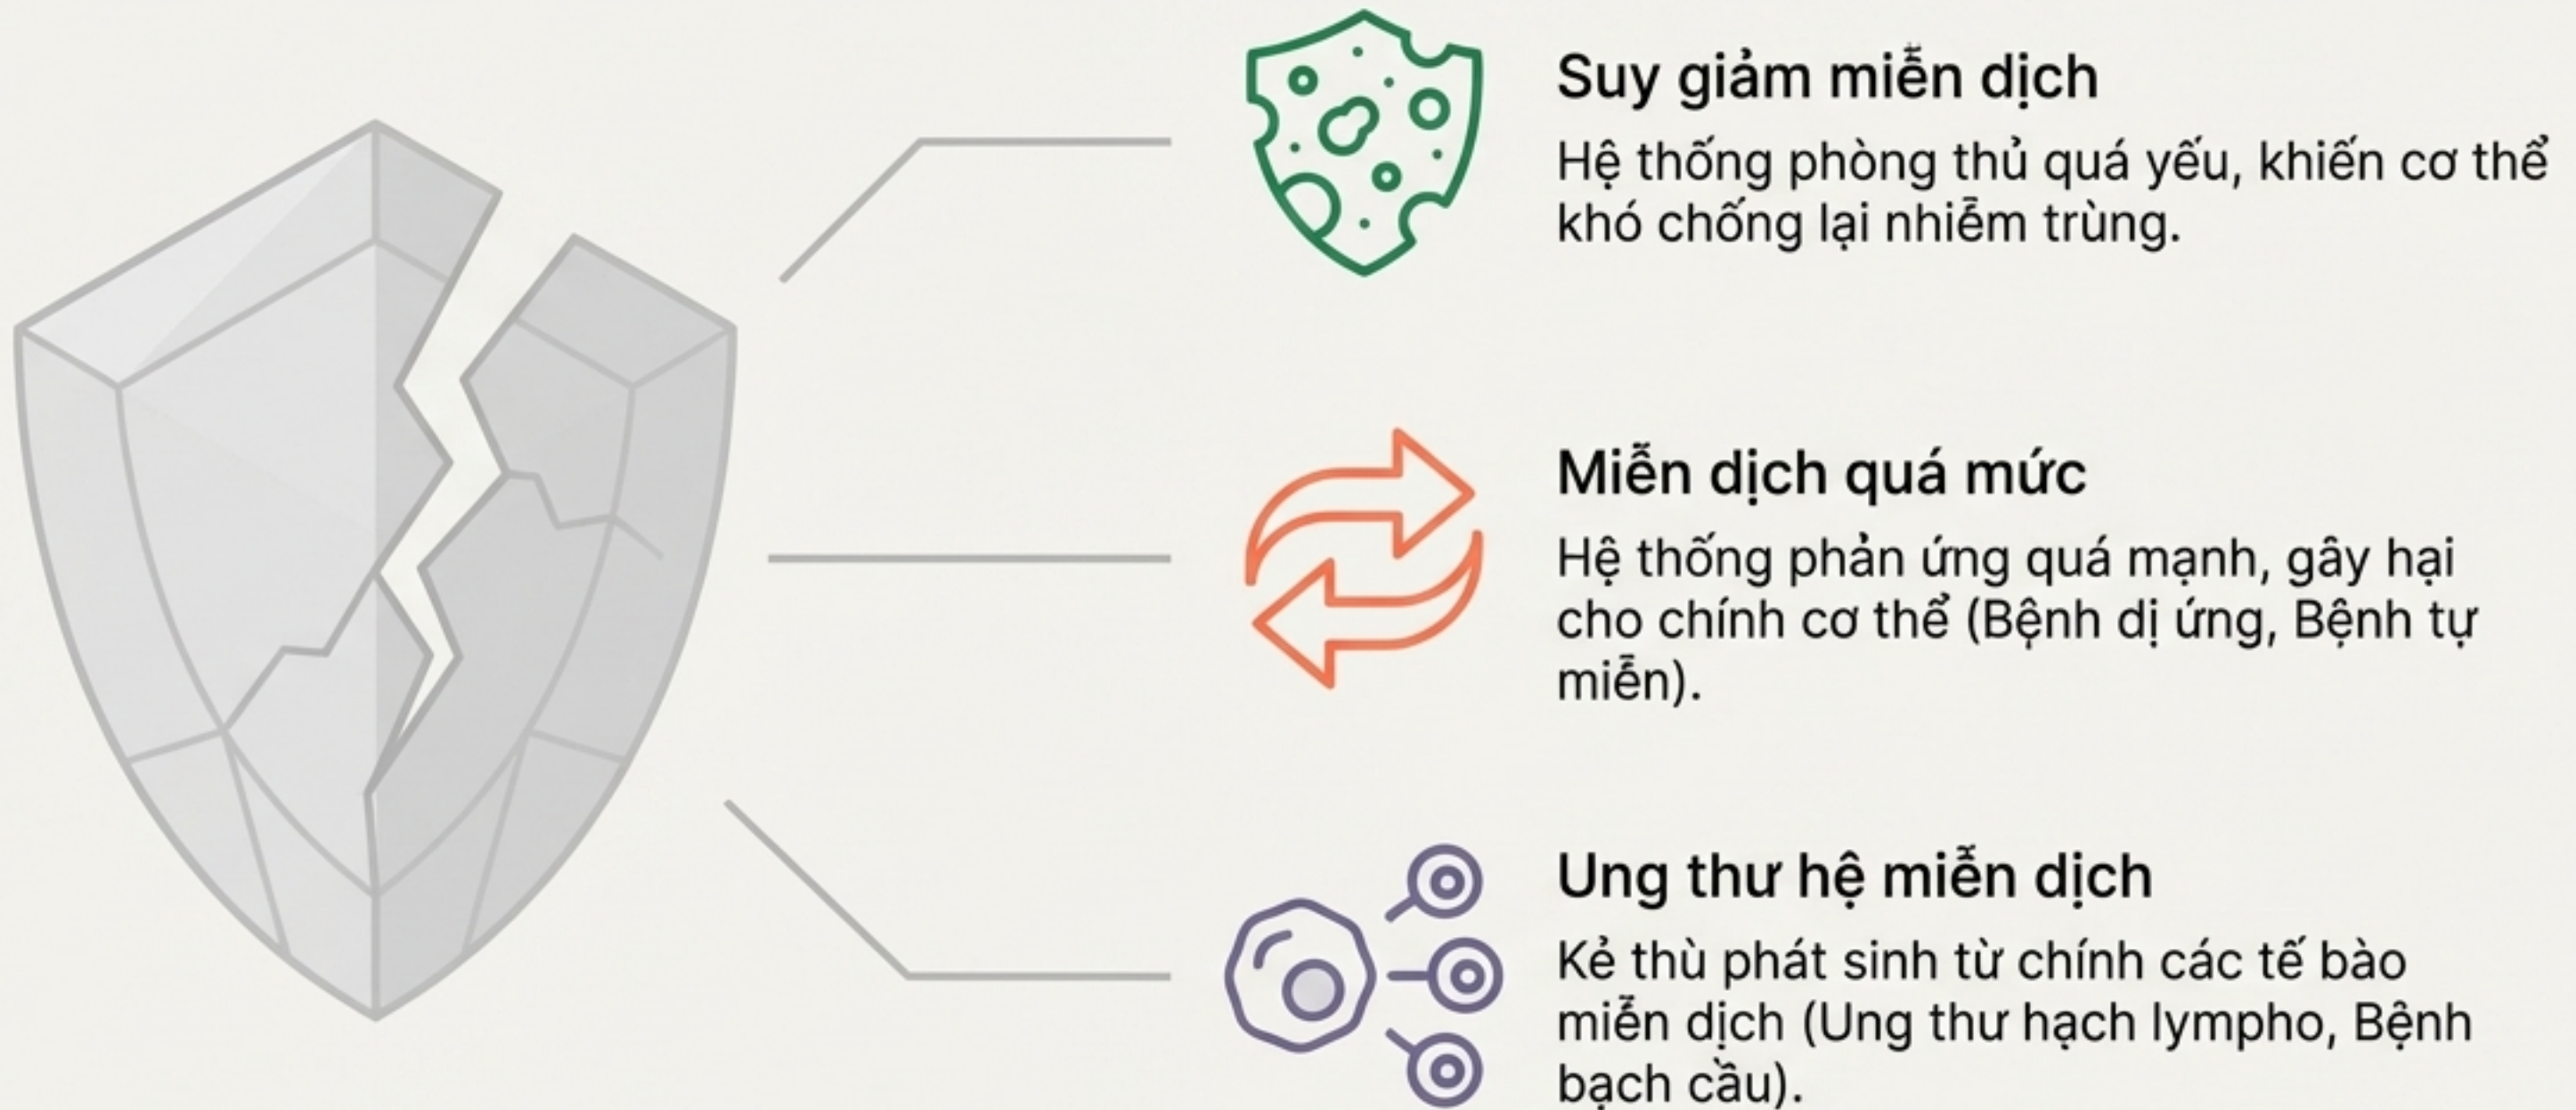 Suy giảm miễn dịch
Hệ thống phòng thủ quá yếu, khiến cơ thể
khó chống lại nhiễm trùng.
Miễn dịch quá mức
Hệ thống phản ứng quá mạnh, gây hại
cho chính cơ thể (Bệnh dị ứng, Bệnh tự
miễn).
Ung thư hệ miễn dịch
Kẻ thù phát sinh từ chính các tế bào
miễn dịch (Ung thư hạch lympho, Bệnh
bạch cầu).